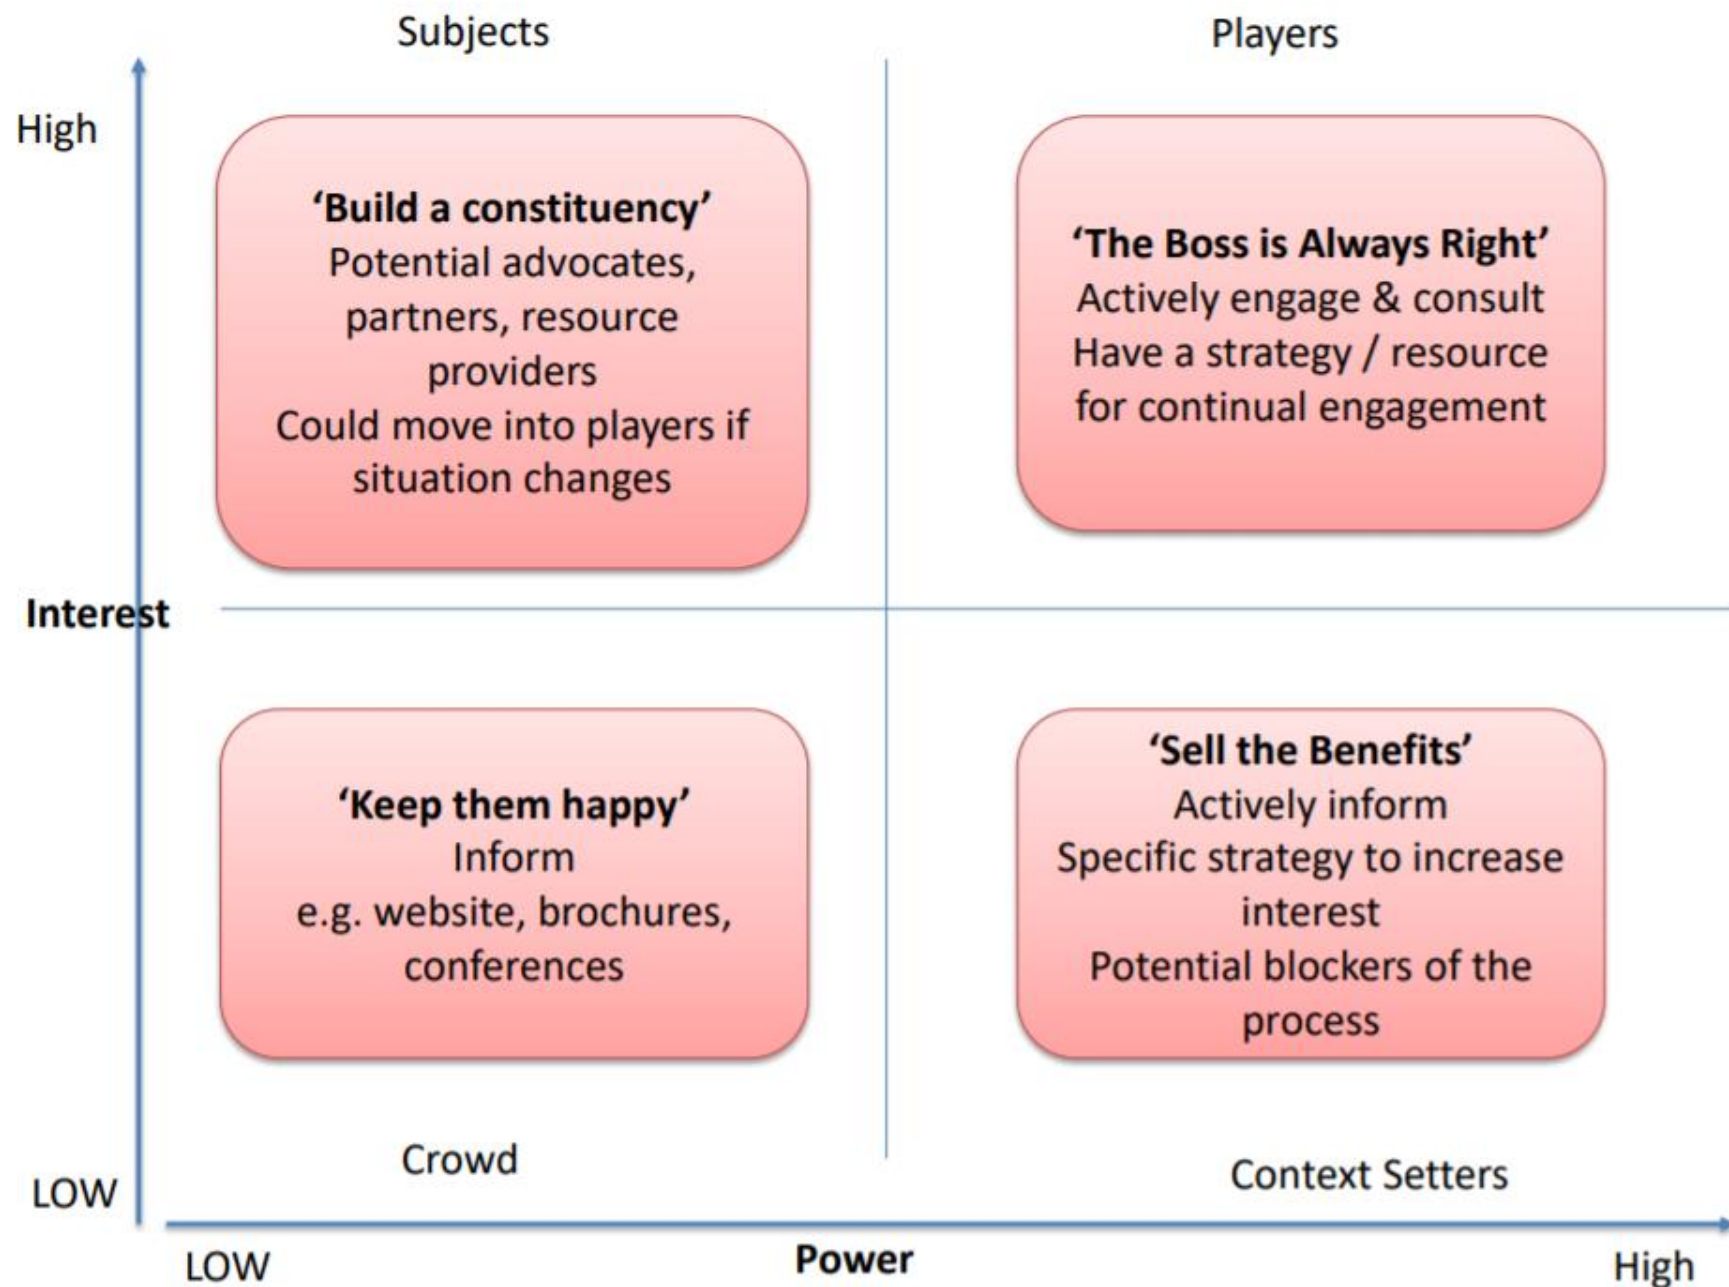 Subjects
Players
High
‘Build a constituency’
Potential advocates,
partners, resource
providers
Could move into players if
situation changes
‘The Boss is Always Right’
Actively engage & consult
Have a strategy / resource
for continual engagement
Interest
‘Keep them happy’
Inform
e.g. website, brochures,
conferences
‘Sell the Benefits’
Actively inform
Specific strategy to increase
interest
Potential blockers of the
process
Crowd
Context Setters
LOW
LOW
Power
High